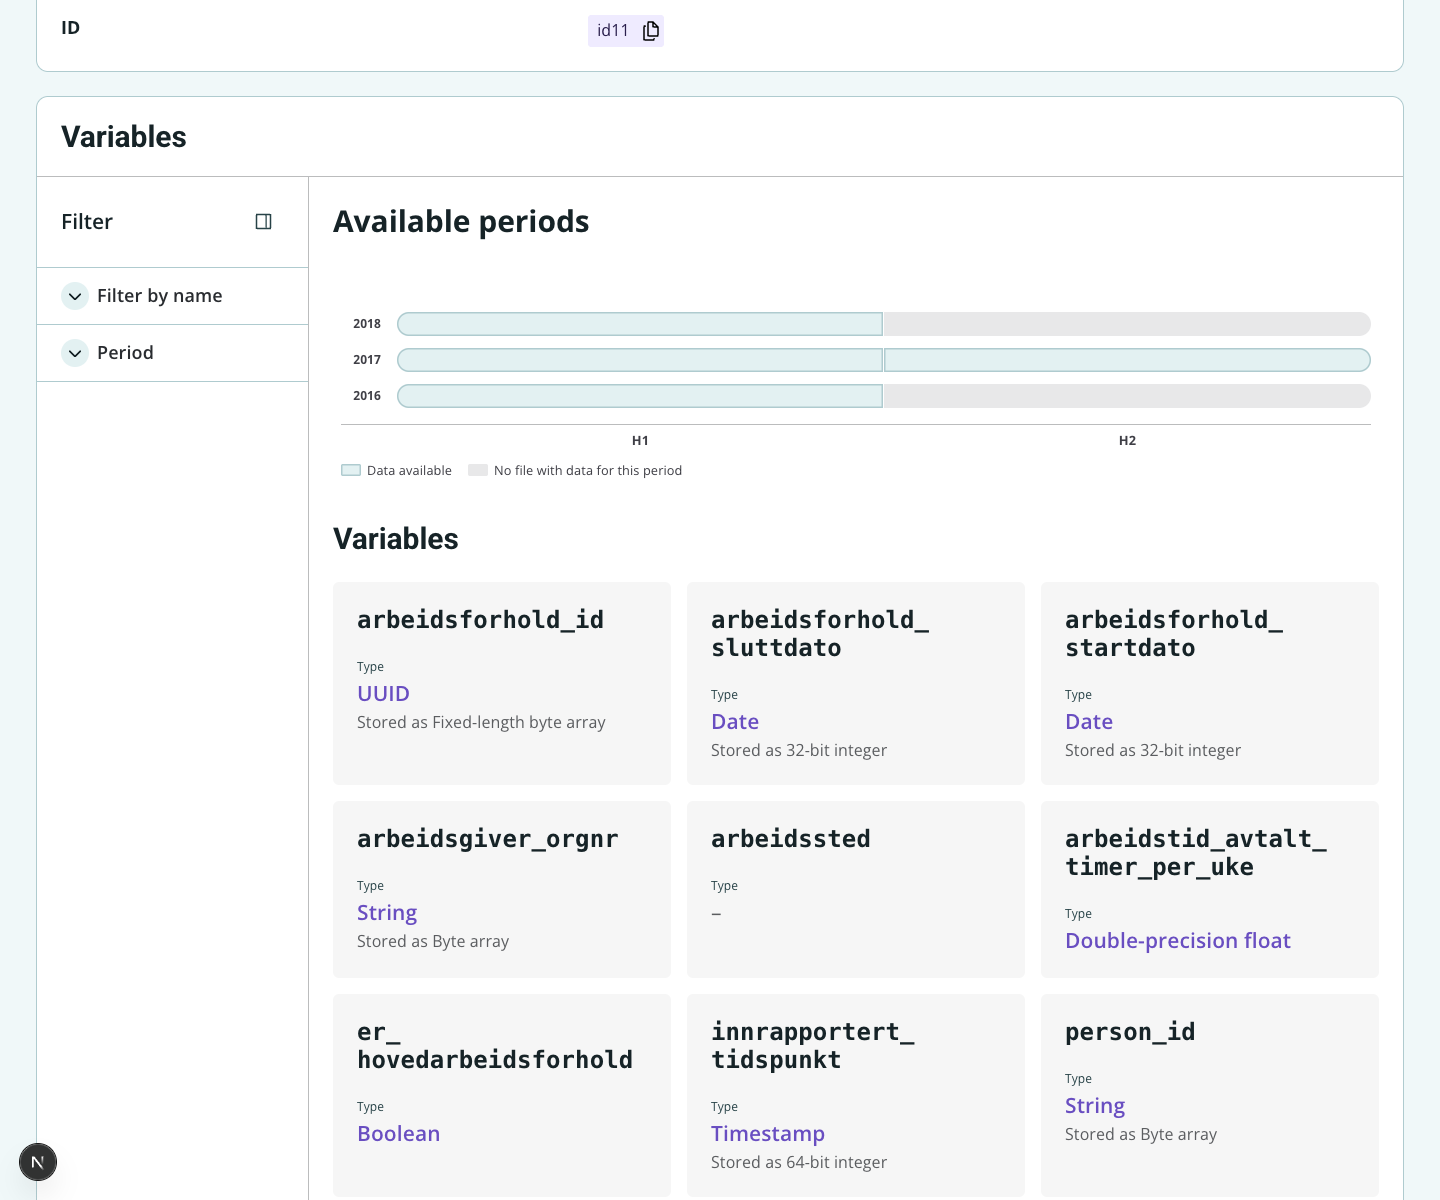 ID
id11
Variables
Filter
Filter by name
Period
Available periods
2018
2017
2016
H1
H2
Data available
No file with data for this period
Variables
arbeidsforhold_id
Type
UUID
Stored as Fixed-length byte array
arbeidsforhold_
sluttdato
Type
Date
Stored as 32-bit integer
arbeidsforhold_
startdato
Type
Date
Stored as 32-bit integer
arbeidsgiver_orgnr
Type
String
Stored as Byte array
arbeidssted
Type
–
arbeidstid_avtalt_
timer_per_uke
Type
Double-precision float
er_
hovedarbeidsforhold
Type
Boolean
innrapportert_
tidspunkt
Type
Timestamp
Stored as 64-bit integer
person_id
Type
String
Stored as Byte array
N